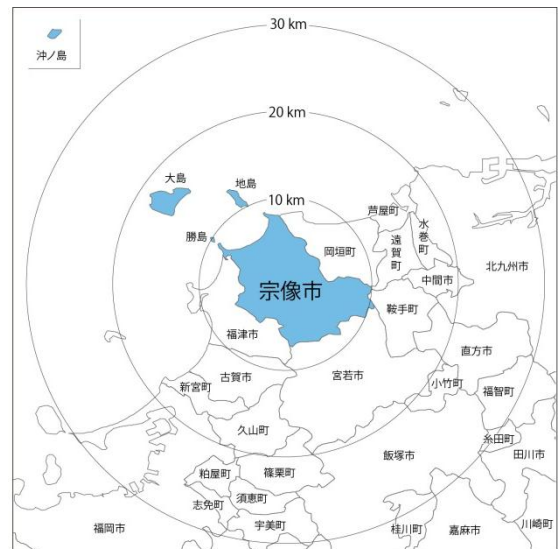 30 km
沖ノ島
20 km
大島
地島
10 km
芦屋町
水巻町
勝島
岡垣町
遠賀町
北九州市
中間市
宗像市
鞍手町
福津市
直方市
古賀市
宮若市
小竹町
新宮町
福智町
久山町
糸田町
飯塚市
田川市
粕屋町
篠栗町
須恵町
志免町
宇美町
福岡市
桂川町
嘉麻市
川崎町